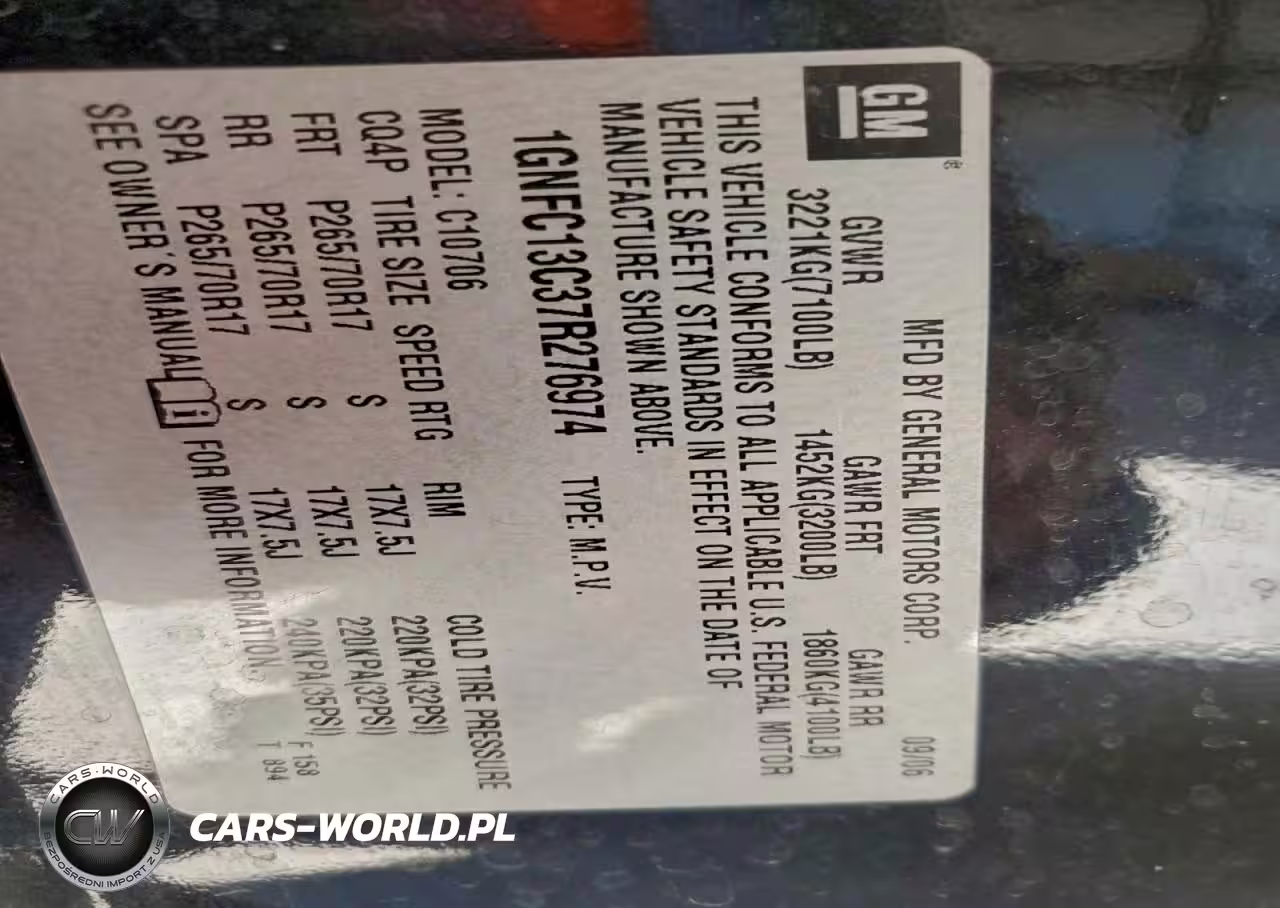 GM ®
MFD BY GENERAL MOTORS CORP. 09/06
GVWR GAWR FRT GAWR RR
3221KG(7100LB) 1452KG(3200LB) 1860KG(4100LB)
THIS VEHICLE CONFORMS TO ALL APPLICABLE U.S. FEDERAL MOTOR
VEHICLE SAFETY STANDARDS IN EFFECT ON THE DATE OF
MANUFACTURE SHOWN ABOVE.
1GNFC13C37R276974 TYPE: M.P.V.
MODEL: C10706
CQ4P TIRE SIZE SPEED RTG RIM COLD TIRE PRESSURE
FRT P265/70R17 S 17X7.5J 220KPA(32PSI)
RR P265/70R17 S 17X7.5J 220KPA(32PSI)
SPA P265/70R17 S 17X7.5J 240KPA(35PSI)
SEE OWNER'S MANUAL i FOR MORE INFORMATION.
F 158
T 894
CARS-WORLD
CW
BEZPOŚREDNI IMPORT Z USA
CARS-WORLD.PL